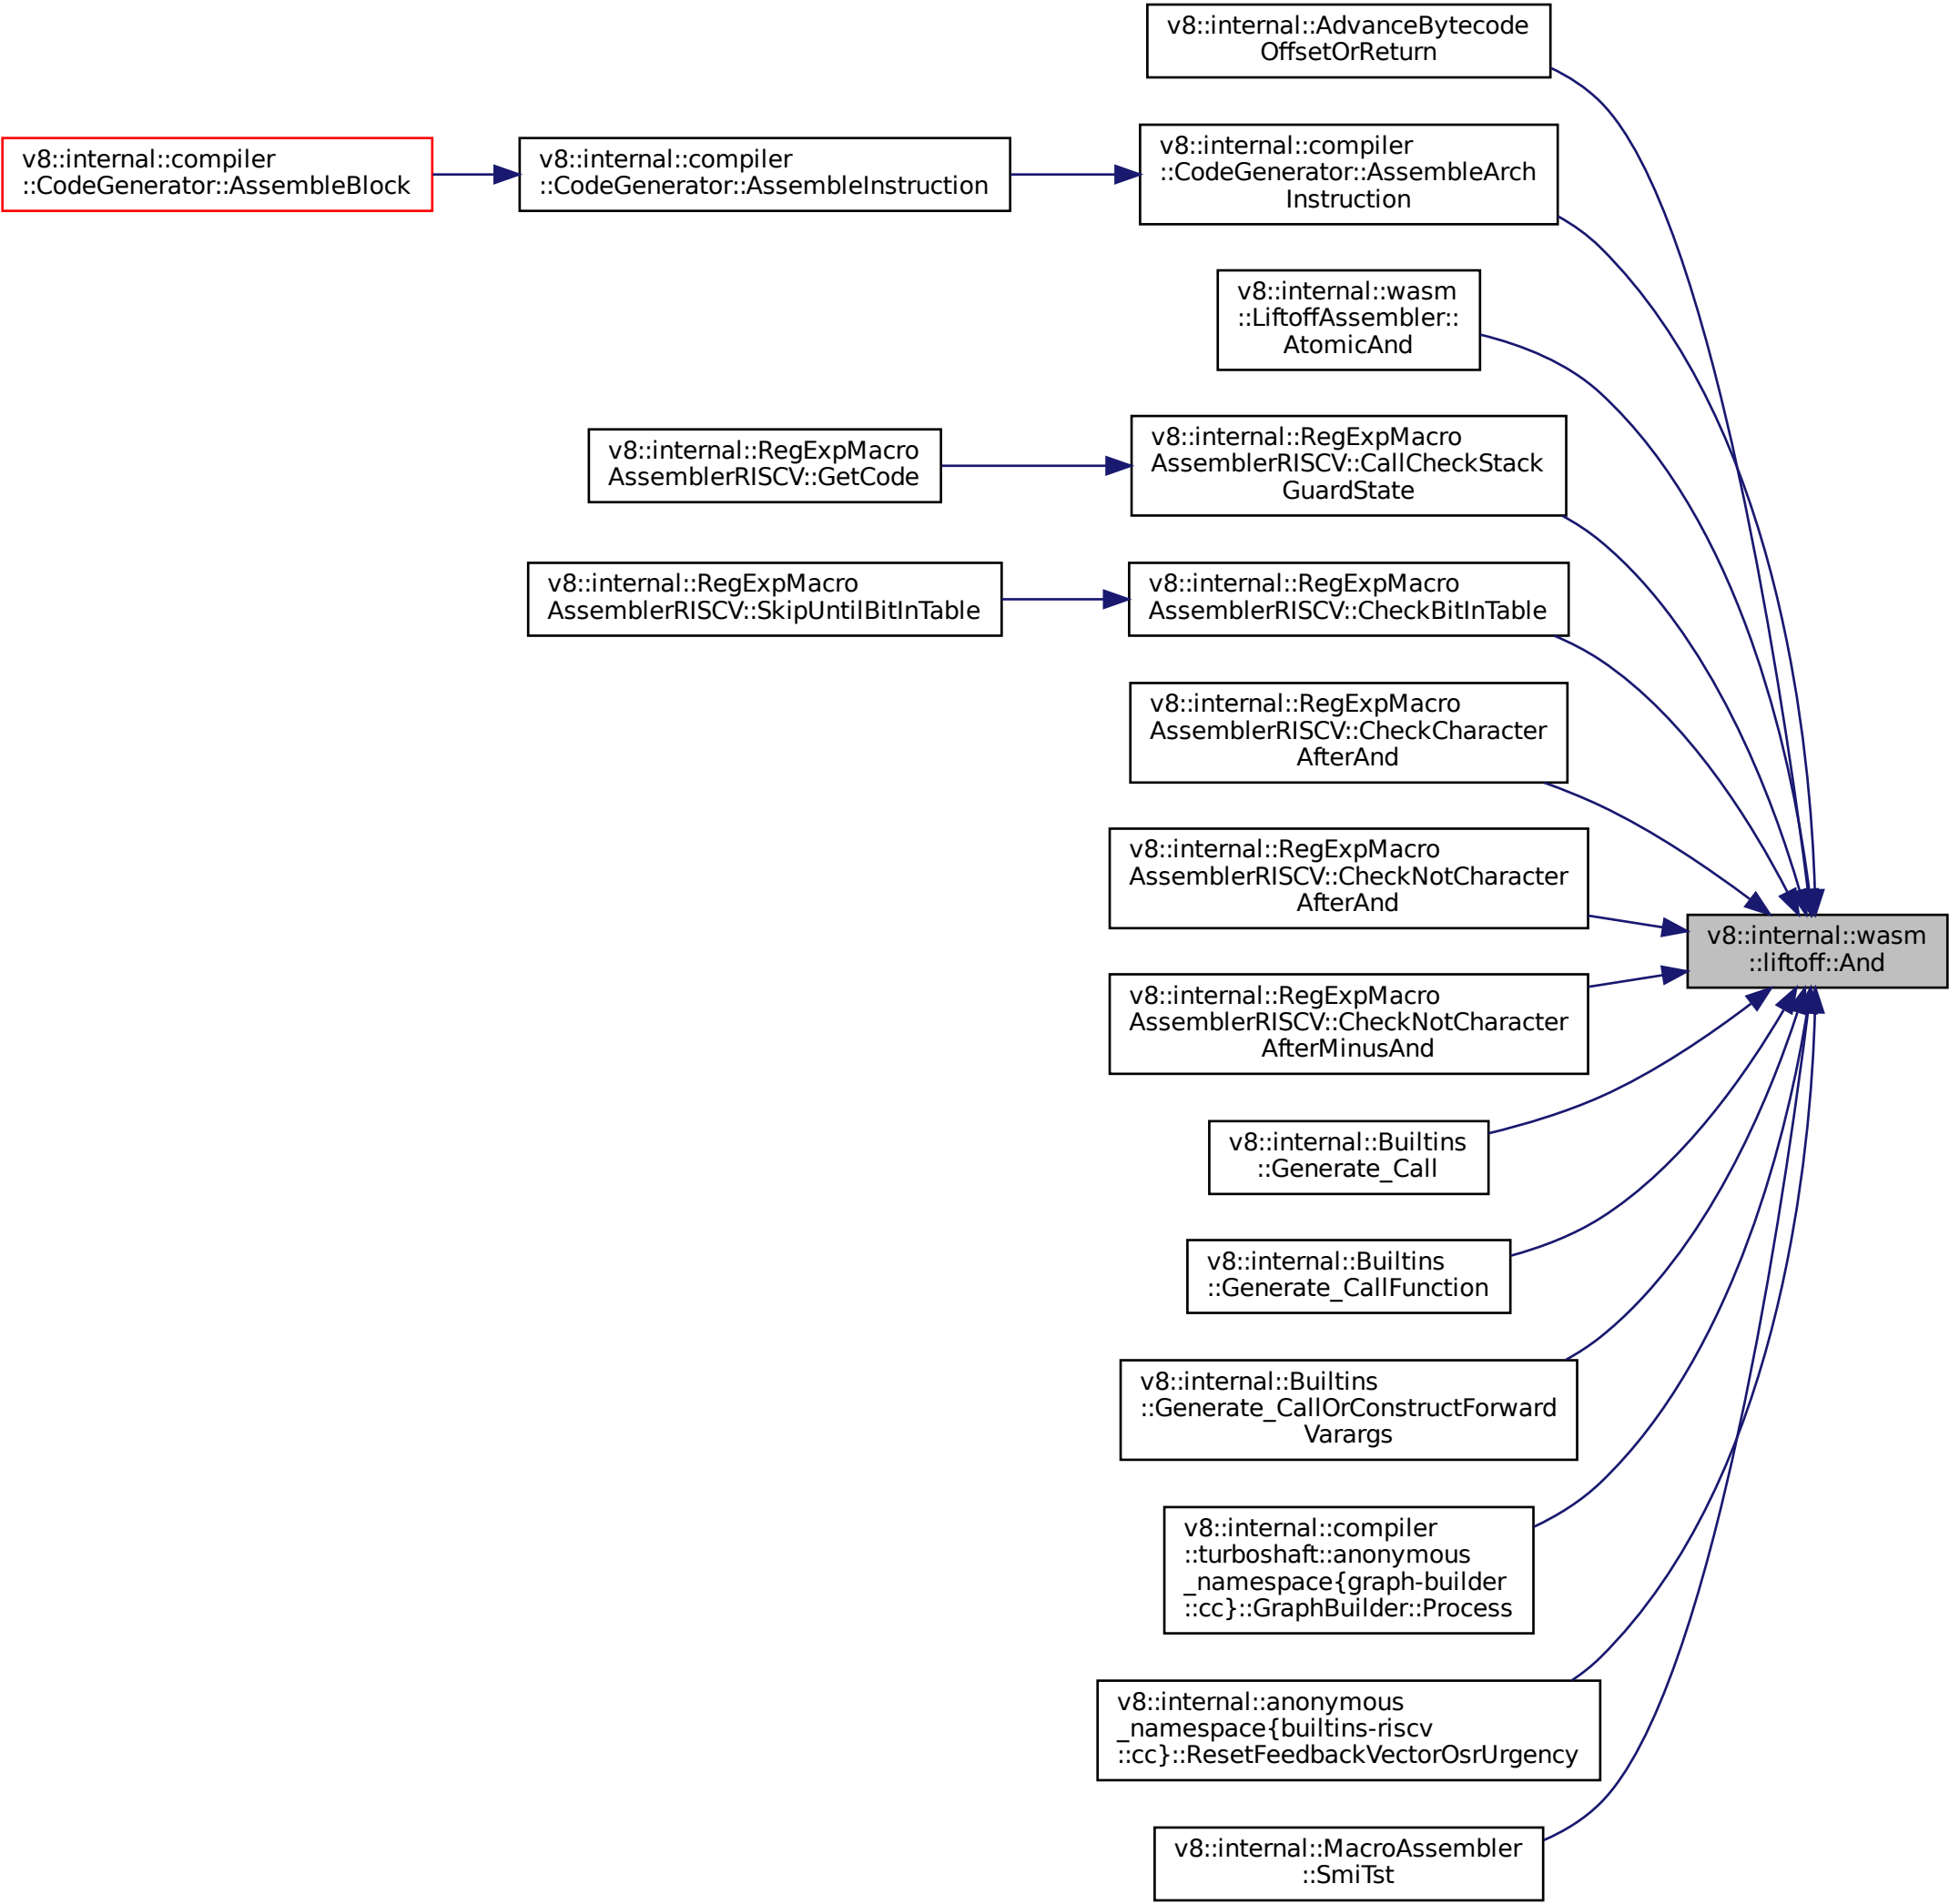 v8::internal::AdvanceBytecode
OffsetOrReturn
v8::internal::compiler
::CodeGenerator::AssembleBlock
v8::internal::compiler
::CodeGenerator::AssembleInstruction
v8::internal::compiler
::CodeGenerator::AssembleArch
Instruction
v8::internal::wasm
::LiftoffAssembler::
AtomicAnd
v8::internal::RegExpMacro
AssemblerRISCV::GetCode
v8::internal::RegExpMacro
AssemblerRISCV::CallCheckStack
GuardState
v8::internal::RegExpMacro
AssemblerRISCV::SkipUntilBitInTable
v8::internal::RegExpMacro
AssemblerRISCV::CheckBitInTable
v8::internal::RegExpMacro
AssemblerRISCV::CheckCharacter
AfterAnd
v8::internal::RegExpMacro
AssemblerRISCV::CheckNotCharacter
AfterAnd
v8::internal::wasm
::liftoff::And
v8::internal::RegExpMacro
AssemblerRISCV::CheckNotCharacter
AfterMinusAnd
v8::internal::Builtins
::Generate_Call
v8::internal::Builtins
::Generate_CallFunction
v8::internal::Builtins
::Generate_CallOrConstructForward
Varargs
v8::internal::compiler
::turboshaft::anonymous
_namespace{graph-builder
::cc}::GraphBuilder::Process
v8::internal::anonymous
_namespace{builtins-riscv
::cc}::ResetFeedbackVectorOsrUrgency
v8::internal::MacroAssembler
::SmiTst